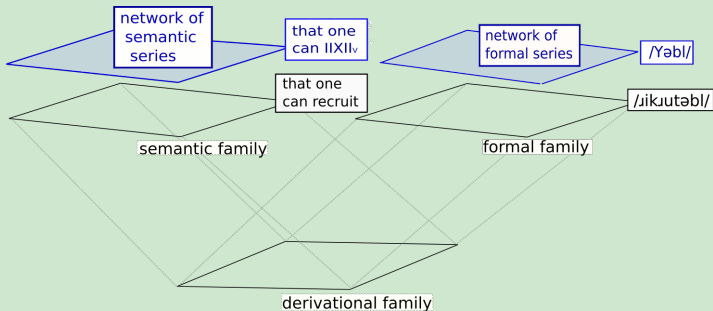 network of
semantic
series
that one
can IIXIIᵥ
network of
formal series
/Yəbl/
that one
can recruit
/ɹikɹutəbl/
semantic family
formal family
derivational family